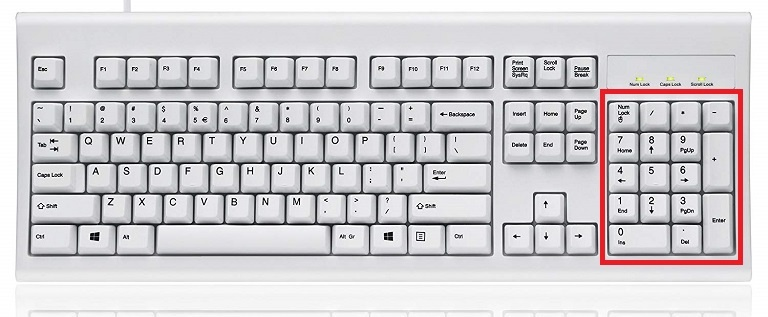 Esc F1 F2 F3 F4 F5 F6 F7 F8 F9 F10 F11 F12 Print Screen SysRq Scroll Lock Pause Break
Num Lock Caps Lock Scroll Lock
~ ` ! 1 @ 2 # 3 $ 4 % 5 € ^ 6 & 7 * 8 ( 9 ) 0 _ - + = ← Backspace Insert Home Page Up Num Lock / * -
Tab Q W E R T Y U I O P { [ } ] | \ Delete End Page Down 7 Home 8 ↑ 9 PgUp +
Caps Lock A S D F G H J K L : ; " ' Enter 4 ← 5 6 →
⇧ Shift Z X C V B N M < , > . ? / ⇧ Shift ↑ 1 End 2 ↓ 3 PgDn Enter
Ctrl Alt Alt Gr Ctrl ← ↓ → 0 Ins . Del